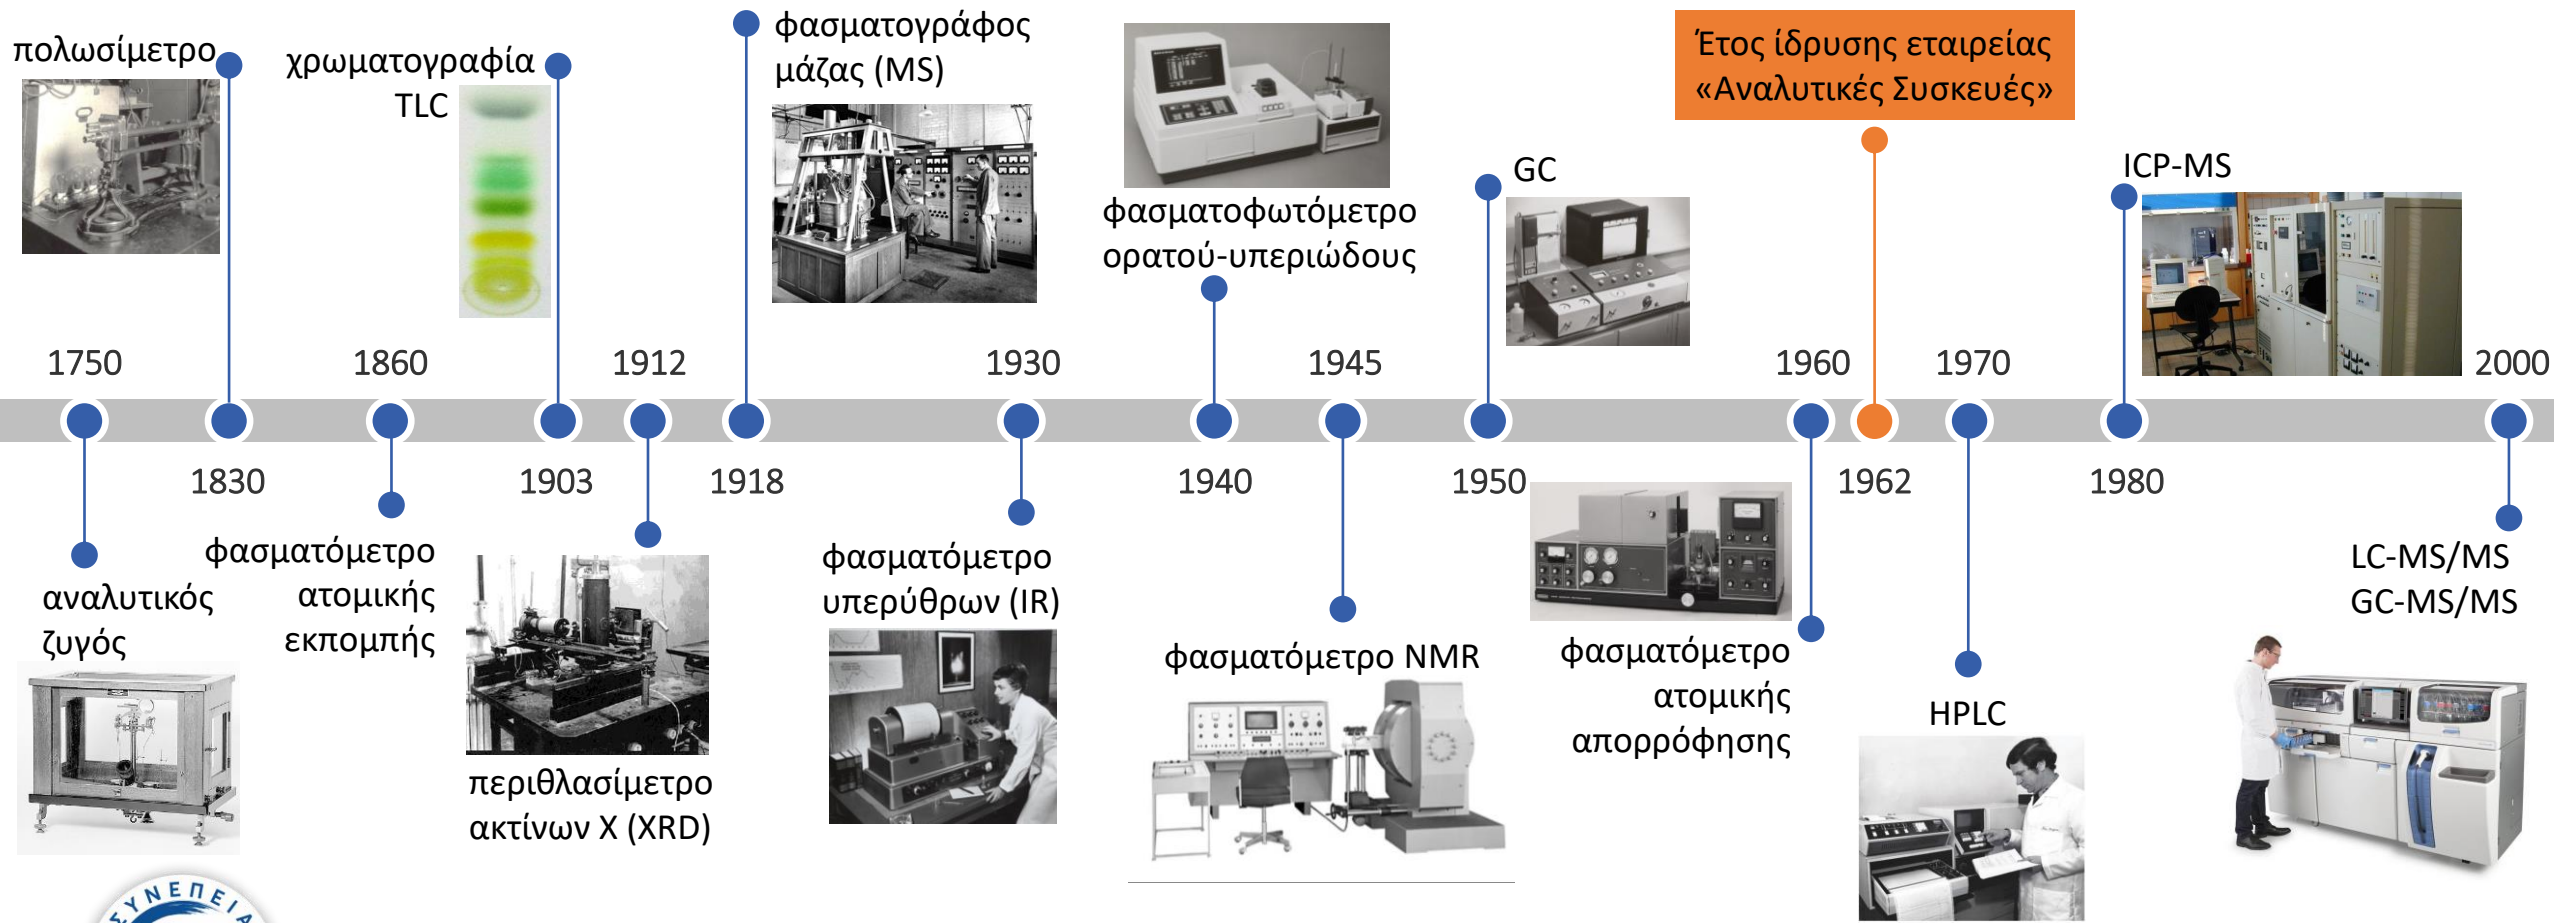 πολωσίμετρο
χρωματογραφία
TLC
φασματογράφος
μάζας (MS)
φασματοφωτόμετρο
ορατού-υπεριώδους
GC
Έτος ίδρυσης εταιρείας
«Αναλυτικές Συσκευές»
ICP-MS
1750
1860
1912
1930
1945
1960
1970
2000
1830
1903
1918
1940
1950
1962
1980
αναλυτικός
ζυγός
φασματόμετρο
ατομικής
εκπομπής
περιθλασίμετρο
ακτίνων Χ (XRD)
φασματόμετρο
υπερύθρων (IR)
φασματόμετρο NMR
φασματόμετρο
ατομικής
απορρόφησης
HPLC
LC-MS/MS
GC-MS/MS
ΣΥΝΕΠΕΙΑ